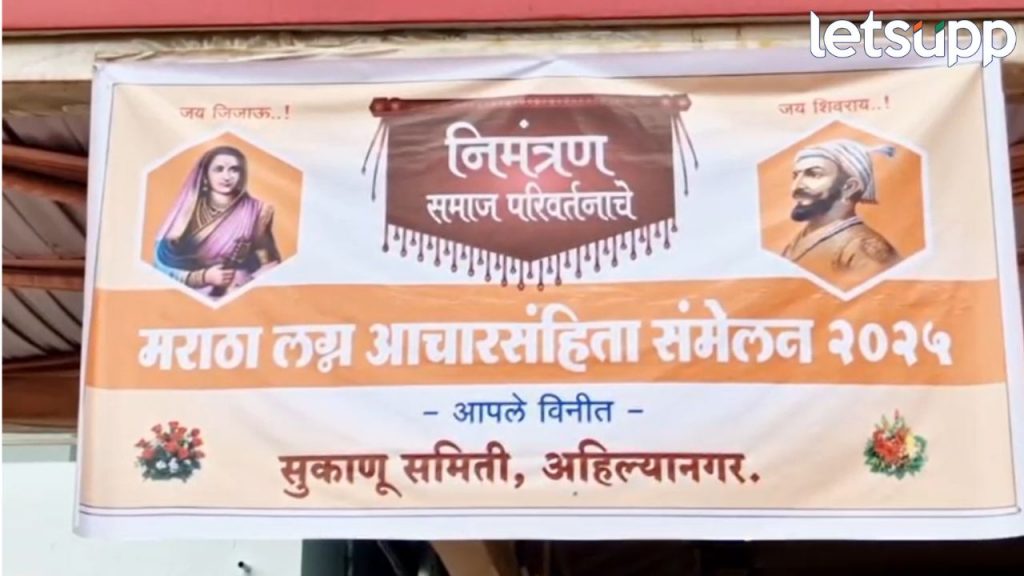 letsupp
जय जिजाऊ..!
जय शिवराय..!
निमंत्रण
समाज परिवर्तनाचे
मराठा लग्न आचारसंहिता संमेलन २०२५
- आपले विनीत -
सुकाणू समिती, अहिल्यानगर.